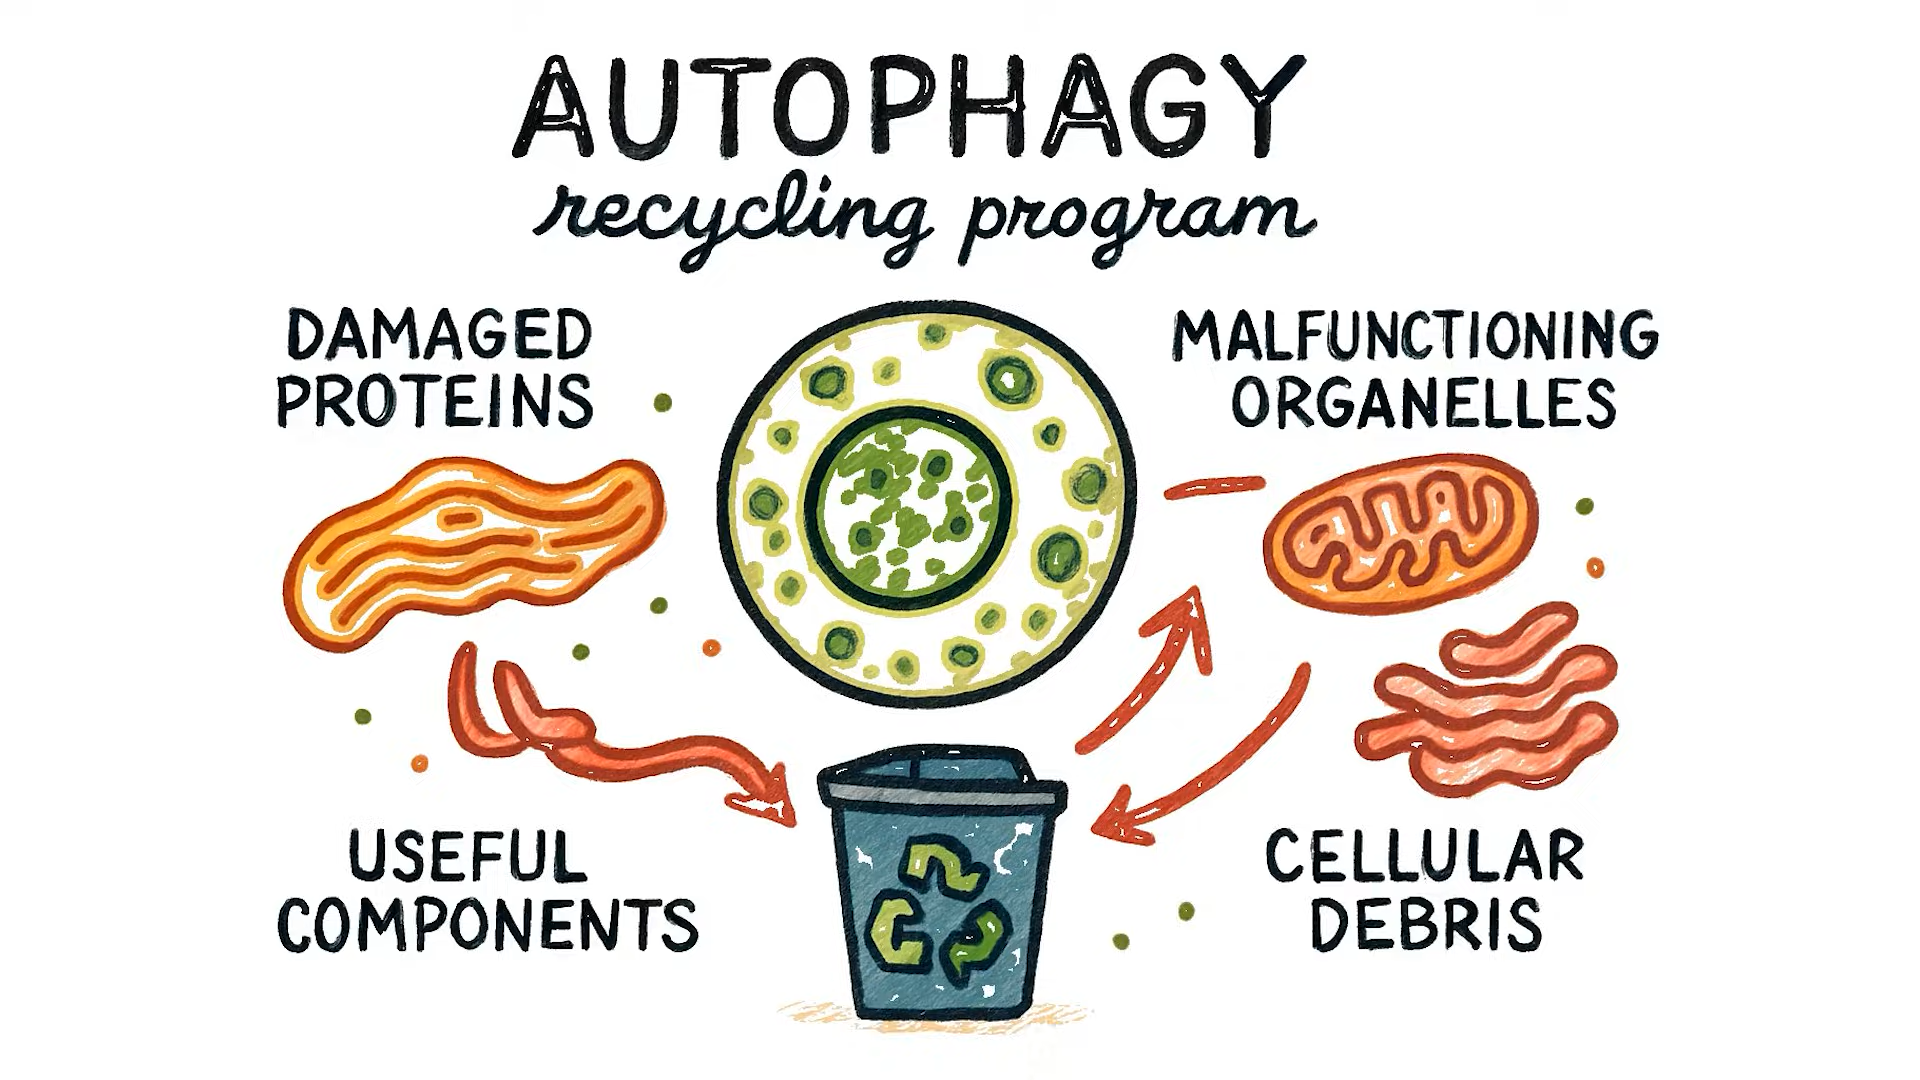 AUTOPHAGY
recycling program
DAMAGED
PROTEINS
MALFUNCTIONING
ORGANELLES
USEFUL
COMPONENTS
CELLULAR
DEBRIS